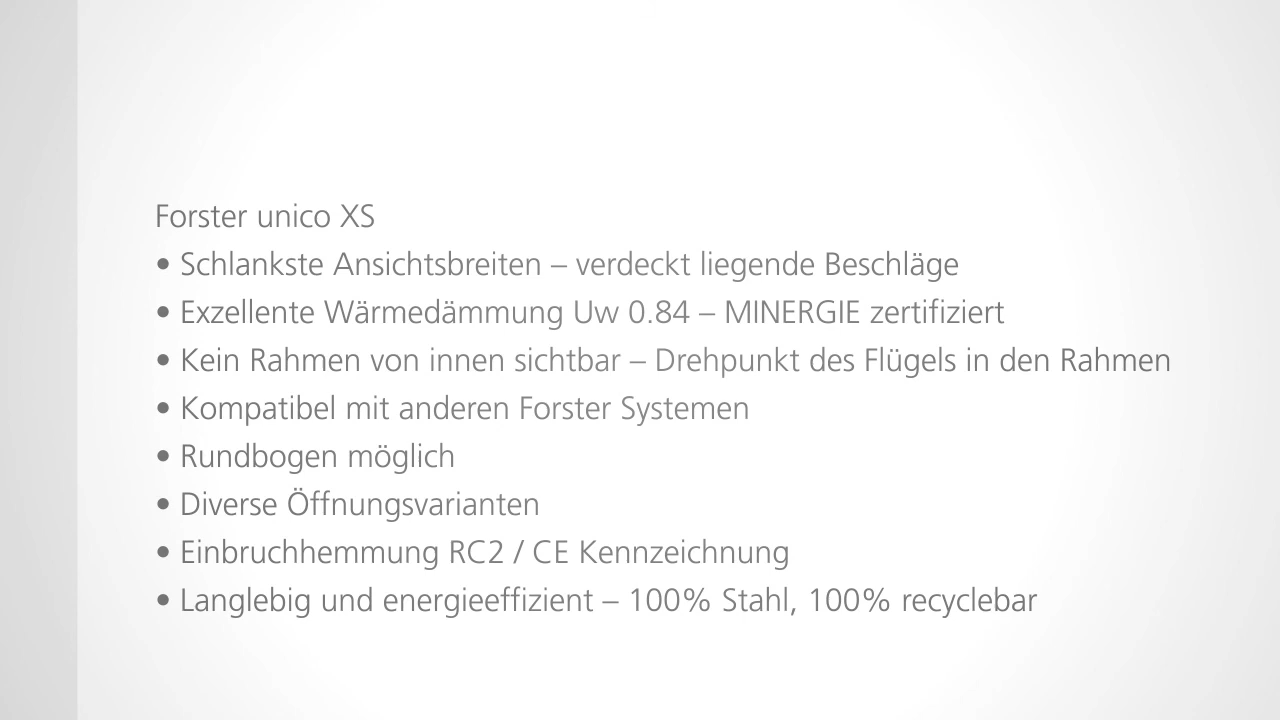 Forster unico XS
• Schlankste Ansichtsbreiten – verdeckt liegende Beschläge
• Exzellente Wärmedämmung Uw 0.84 – MINERGIE zertifiziert
• Kein Rahmen von innen sichtbar – Drehpunkt des Flügels in den Rahmen
• Kompatibel mit anderen Forster Systemen
• Rundbogen möglich
• Diverse Öffnungsvarianten
• Einbruchhemmung RC2 / CE Kennzeichnung
• Langlebig und energieeffizient – 100% Stahl, 100% recyclebar